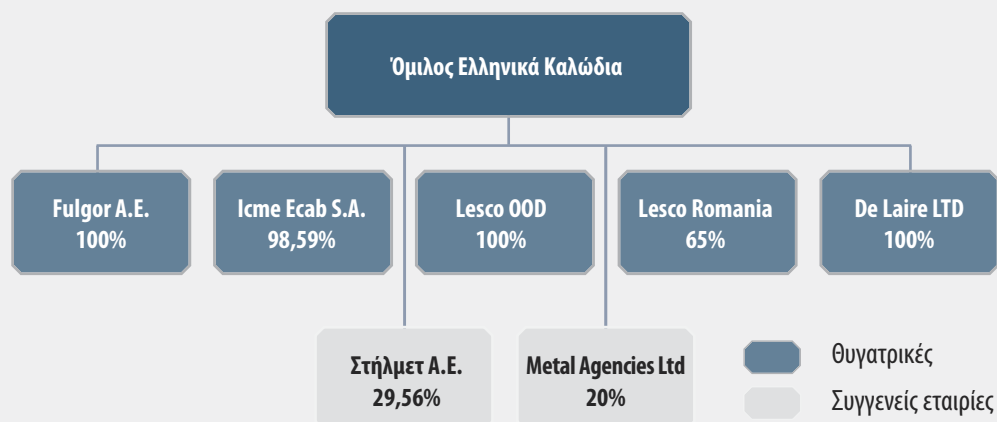 Όμιλος Ελληνικά Καλώδια
Fulgor Α.Ε.
100%
Icme Ecab S.A.
98,59%
Lesco OOD
100%
Lesco Romania
65%
De Laire LTD
100%
Στήλμετ Α.Ε.
29,56%
Metal Agencies Ltd
20%
Θυγατρικές
Συγγενείς εταιρίες